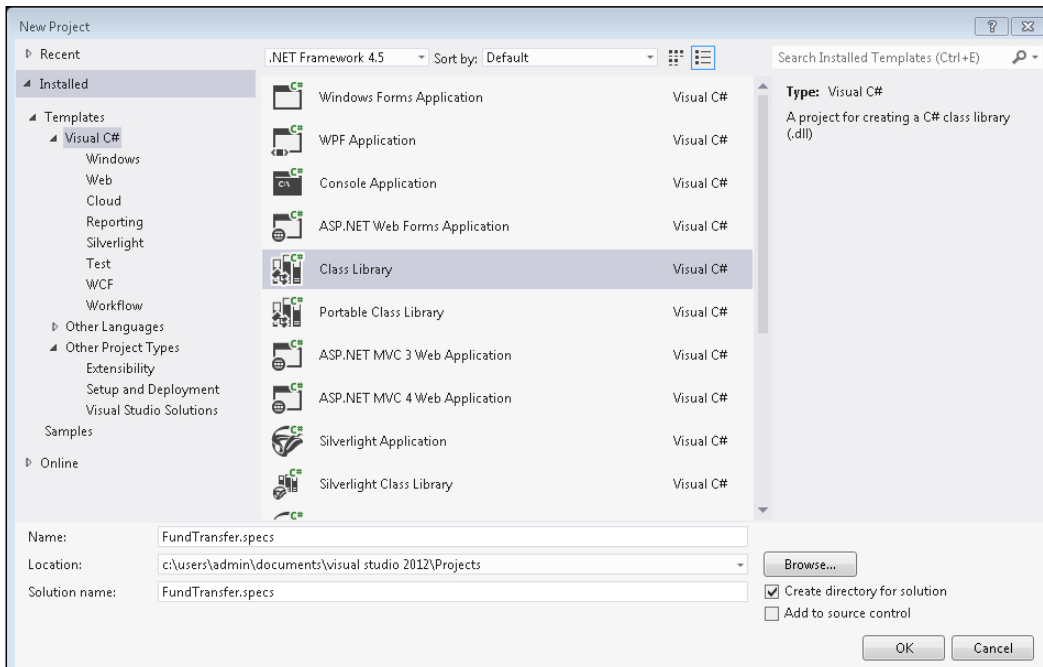 New Project
Recent
.NET Framework 4.5
Sort by: Default
Search Installed Templates (Ctrl+E)
Installed
Templates
Visual C#
Windows
Web
Cloud
Reporting
Silverlight
Test
WCF
Workflow
Other Languages
Other Project Types
Extensibility
Setup and Deployment
Visual Studio Solutions
Samples
Online
Windows Forms Application Visual C#
WPF Application Visual C#
Console Application Visual C#
ASP.NET Web Forms Application Visual C#
Class Library Visual C#
Portable Class Library Visual C#
ASP.NET MVC 3 Web Application Visual C#
ASP.NET MVC 4 Web Application Visual C#
Silverlight Application Visual C#
Silverlight Class Library Visual C#
Type: Visual C#
A project for creating a C# class library
(.dll)
Name: FundTransfer.specs
Location: c:\users\admin\documents\visual studio 2012\Projects
Browse...
Solution name: FundTransfer.specs
Create directory for solution
Add to source control
OK Cancel